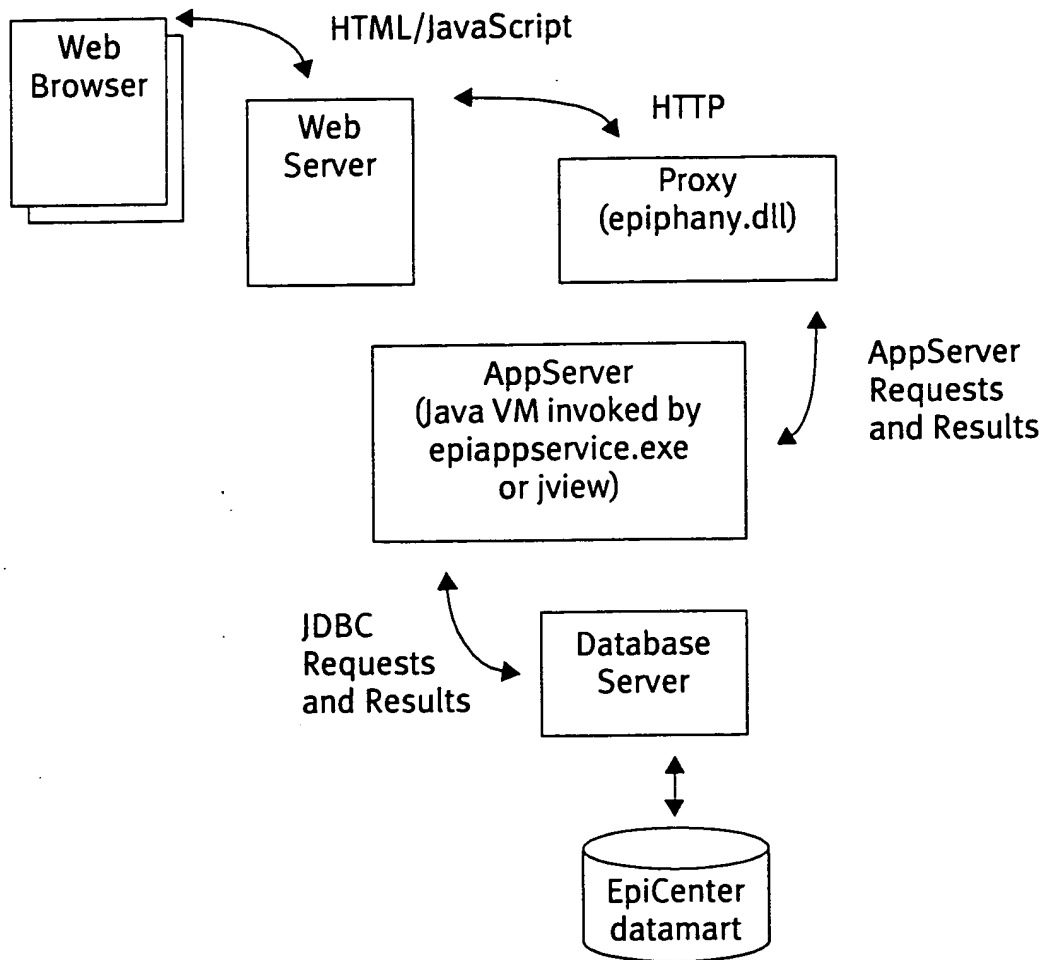 Web
Browser
HTML/JavaScript
Web
Server
HTTP
Proxy
(epiphany.dll)
AppServer
Requests
and Results
AppServer
(Java VM invoked by
epiappservice.exe
or jview)
JDBC
Requests
and Results
Database
Server
EpiCenter
datamart